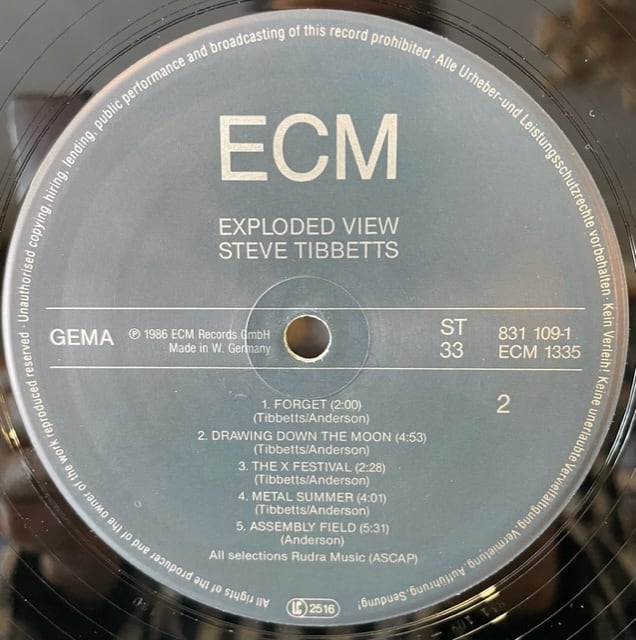 All rights of the producer and of the owner of the work reproduced reserved · Unauthorised copying, hiring, lending, public performance and broadcasting of this record prohibited · Alle Urheber- und Leistungsschutzrechte vorbehalten · Kein Verleih! Keine unerlaubte Vervielfältigung, Vermietung, Aufführung, Sendung!
ECM
EXPLODED VIEW
STEVE TIBBETTS
GEMA
℗ 1986 ECM Records GmbH
Made in W. Germany
ST
33
831 109-1
ECM 1335
2
1. FORGET (2:00)
(Tibbetts/Anderson)
2. DRAWING DOWN THE MOON (4:53)
(Tibbetts/Anderson)
3. THE X FESTIVAL (2:28)
(Tibbetts/Anderson)
4. METAL SUMMER (4:01)
(Tibbetts/Anderson)
5. ASSEMBLY FIELD (5:31)
(Anderson)
All selections Rudra Music (ASCAP)
LC 2516